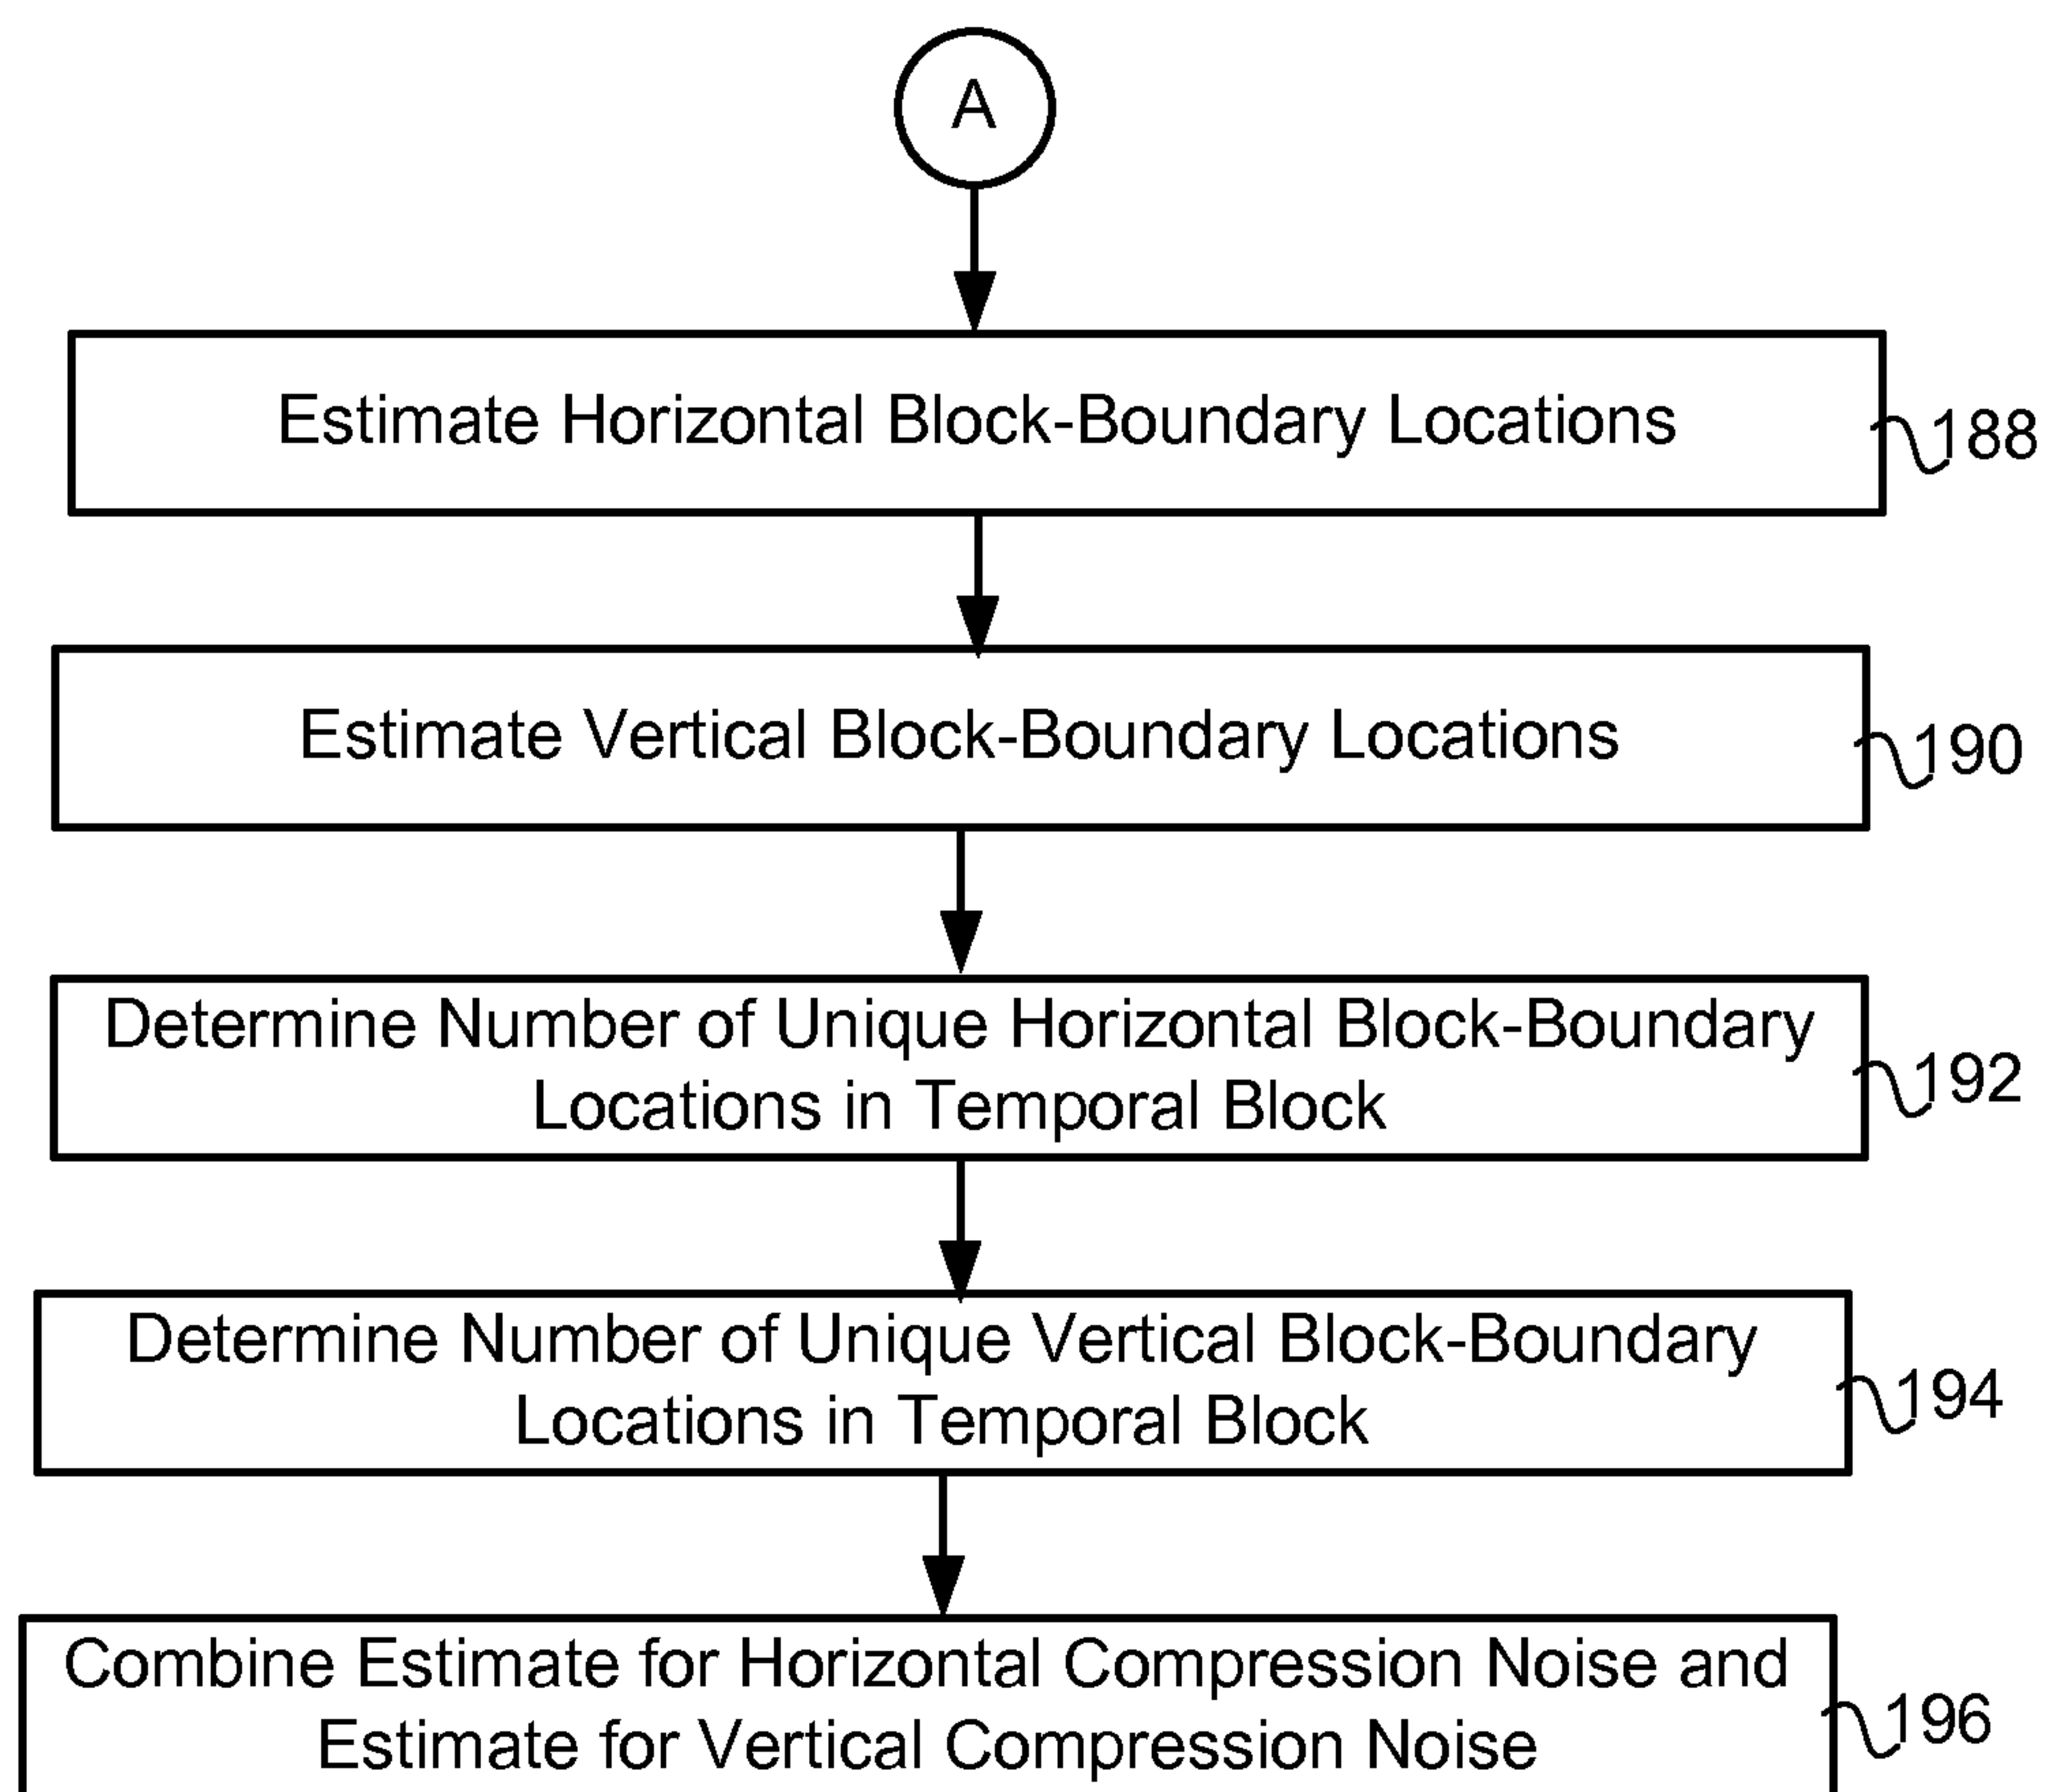 A
Estimate Horizontal Block-Boundary Locations
188
Estimate Vertical Block-Boundary Locations
190
Determine Number of Unique Horizontal Block-Boundary
Locations in Temporal Block
192
Determine Number of Unique Vertical Block-Boundary
Locations in Temporal Block
194
Combine Estimate for Horizontal Compression Noise and
Estimate for Vertical Compression Noise
196